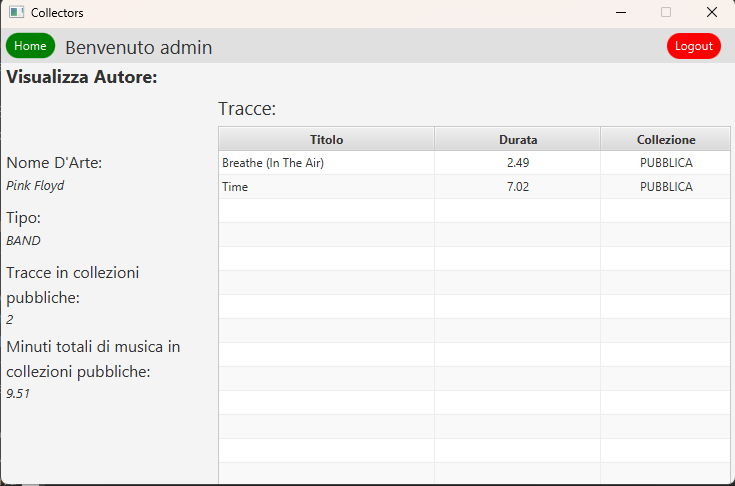 Collectors
Home Benvenuto admin Logout
Visualizza Autore:
Tracce:
Titolo Durata Collezione
Breathe (In The Air) 2.49 PUBBLICA
Time 7.02 PUBBLICA
Nome D'Arte:
Pink Floyd
Tipo:
BAND
Tracce in collezioni
pubbliche:
2
Minuti totali di musica in
collezioni pubbliche:
9.51